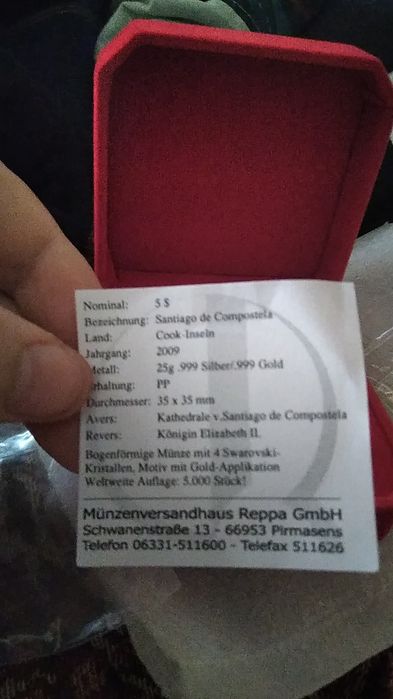 Nominal: 5 $
Bezeichnung: Santiago de Compostela
Land: Cook-Inseln
Jahrgang: 2009
Metall: 25g .999 Silber/.999 Gold
Erhaltung: PP
Durchmesser: 35 x 35 mm
Avers: Kathedrale v.Santiago de Compostela
Revers: Königin Elizabeth II.
Bogenförmige Münze mit 4 Swarovski-
Kristallen, Motiv mit Gold-Applikation
Weltweite Auflage: 5.000 Stück!
Münzenversandhaus Reppa GmbH
Schwanenstraße 13 - 66953 Pirmasens
Telefon 06331-511600 - Telefax 511626